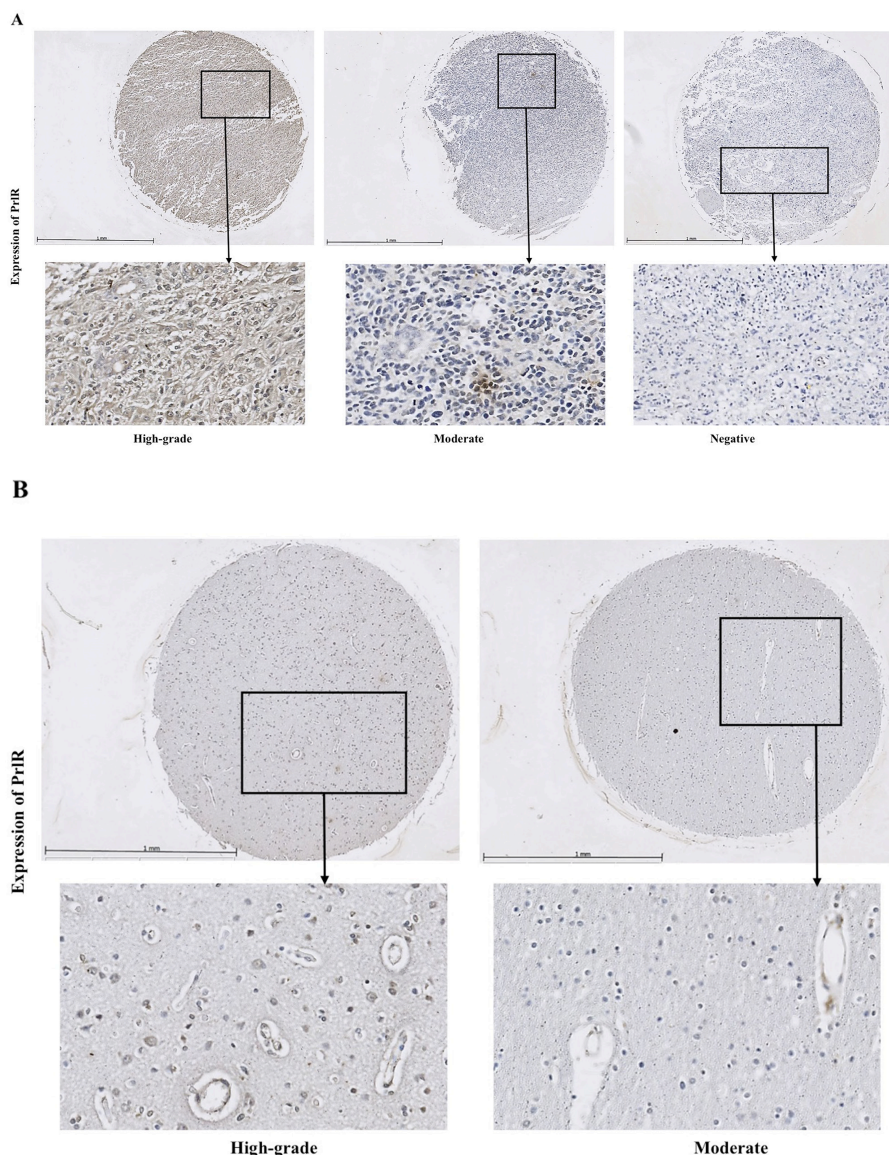 A
Expression of PrlR
1 mm
1 mm
1 mm
High-grade
Moderate
Negative
B
Expression of PrlR
1 mm
1 mm
High-grade
Moderate